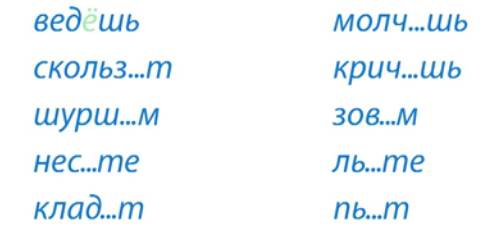 ведёшь
скольз...т
шурш...м
нес...те
клад...т
молч...шь
крич...шь
зов...м
ль...те
пь...т